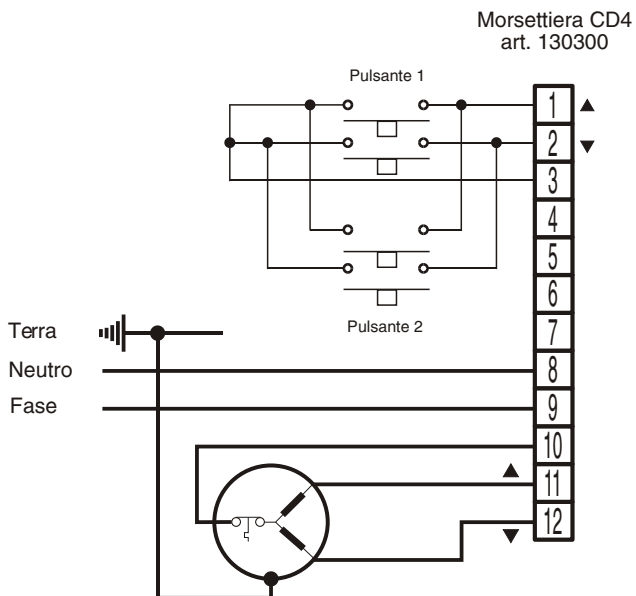 Morsettiera CD4
art. 130300
Pulsante 1
1
2
3
4
5
6
7
8
9
10
11
12
Pulsante 2
Terra
Neutro
Fase